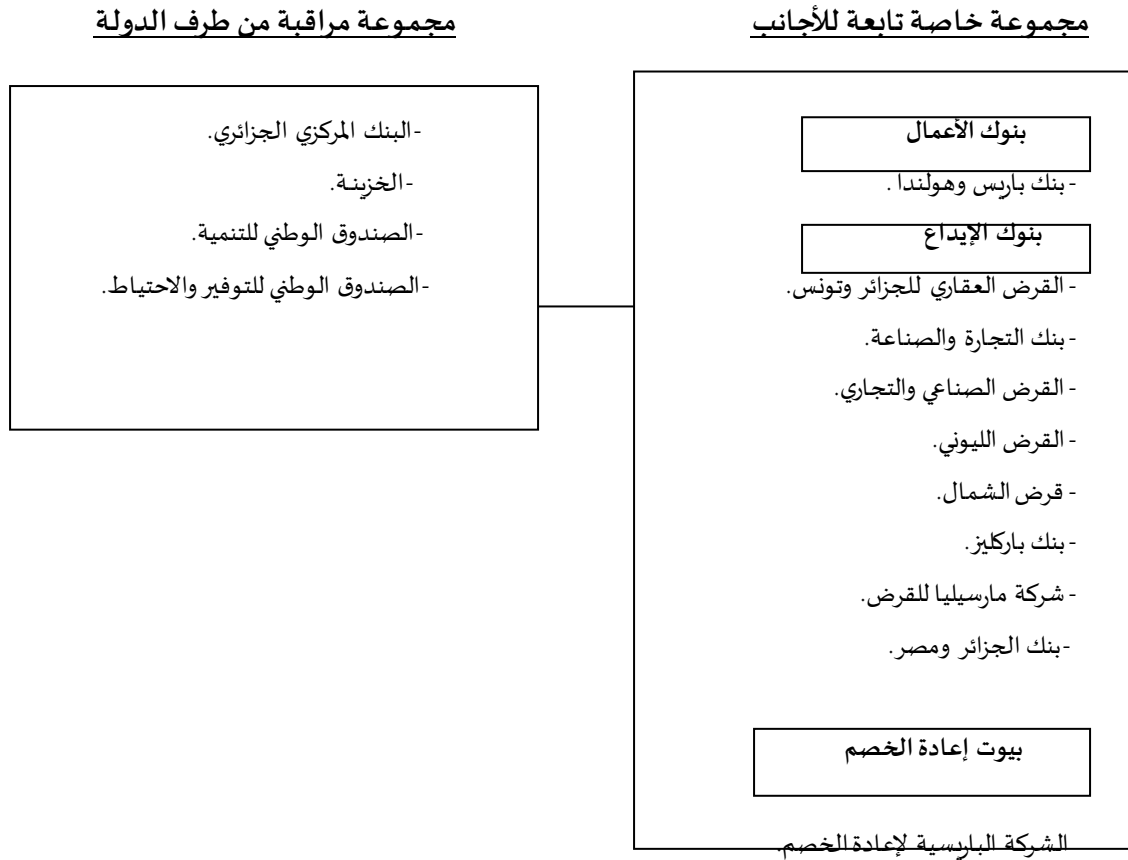 مجموعة خاصة تابعة للأجانب
بنوك الأعمال
- بنك باريس وهولندا .
بنوك الإيداع
- القرض العقاري للجزائر وتونس.
- بنك التجارة والصناعة.
- القرض الصناعي والتجاري.
- القرض الليوني.
- قرض الشمال.
- بنك باركليز.
- شركة مارسيليا للقرض.
-بنك الجزائر ومصر.
بيوت إعادة الخصم
الشركة الباريسية لإعادة الخصم.
مجموعة مراقبة من طرف الدولة
-البنك المركزي الجزائري.
-الخزينة.
-الصندوق الوطني للتنمية.
-الصندوق الوطني للتوفير والاحتياط.